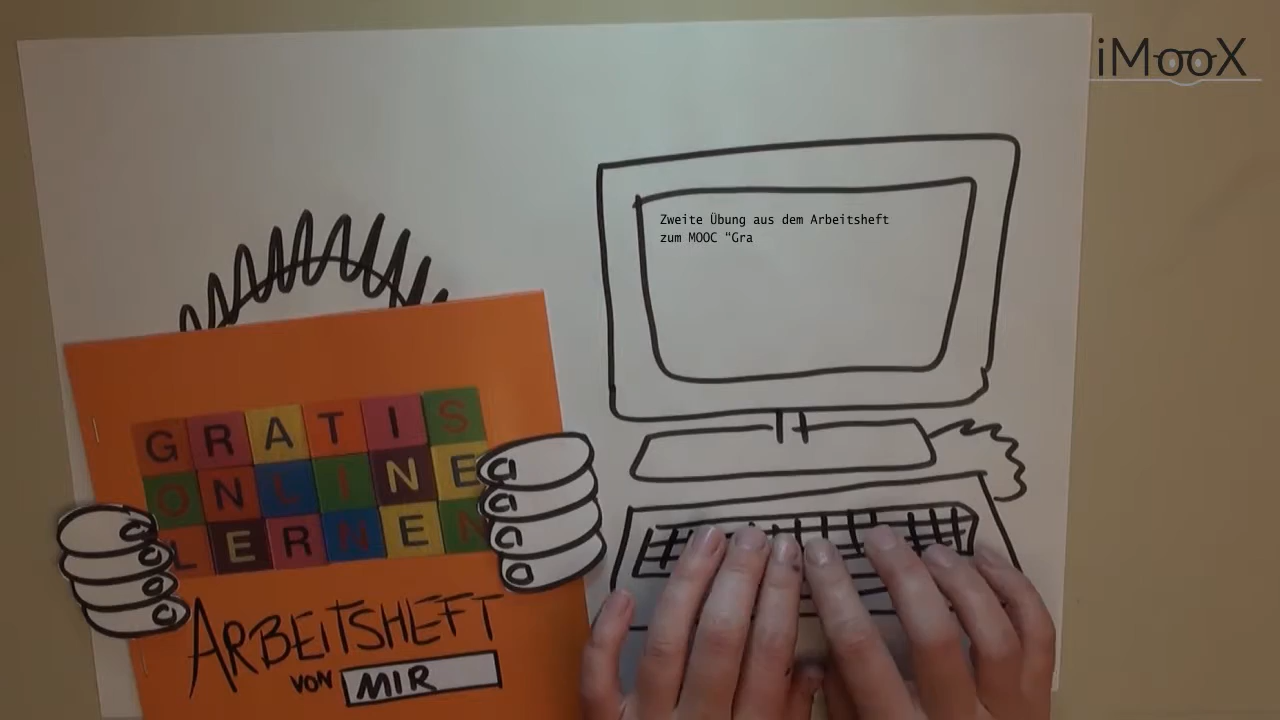 iMooX
Zweite Übung aus dem Arbeitsheft
zum MOOC “Gra
GRATIS
ONLINE
LERNEN
ARBEITSHEFT
VON MIR